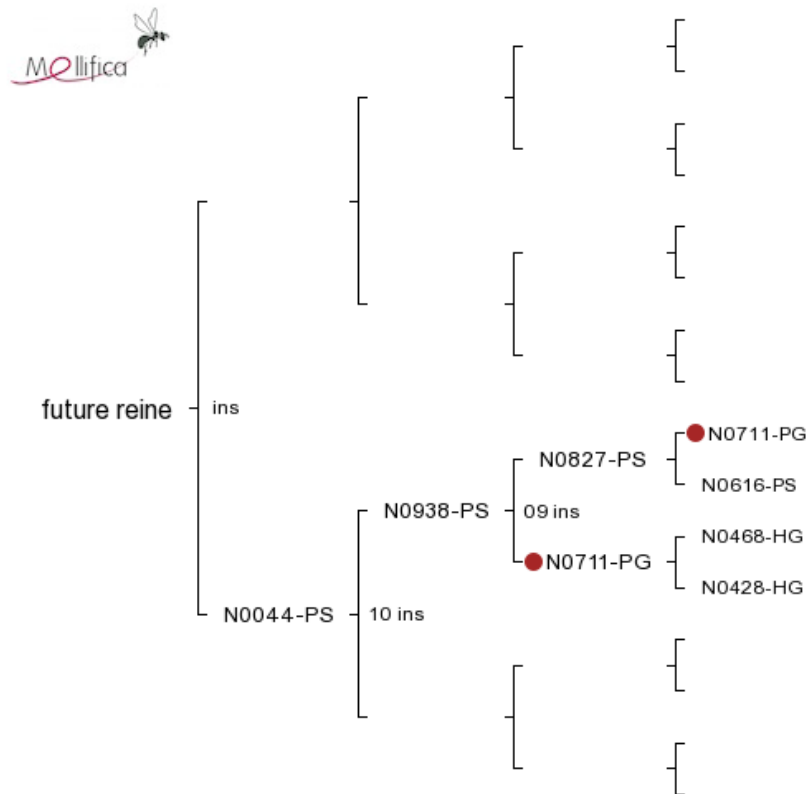 Mellifica
future reine
ins
N0711-PG
N0827-PS
N0616-PS
N0938-PS
09 ins
N0468-HG
N0711-PG
N0428-HG
N0044-PS
10 ins